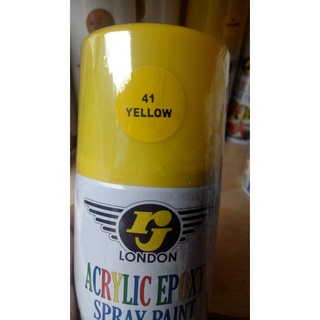 41
YELLOW
rj
LONDON
ACRYLIC EPOXY
SPRAY PAINT